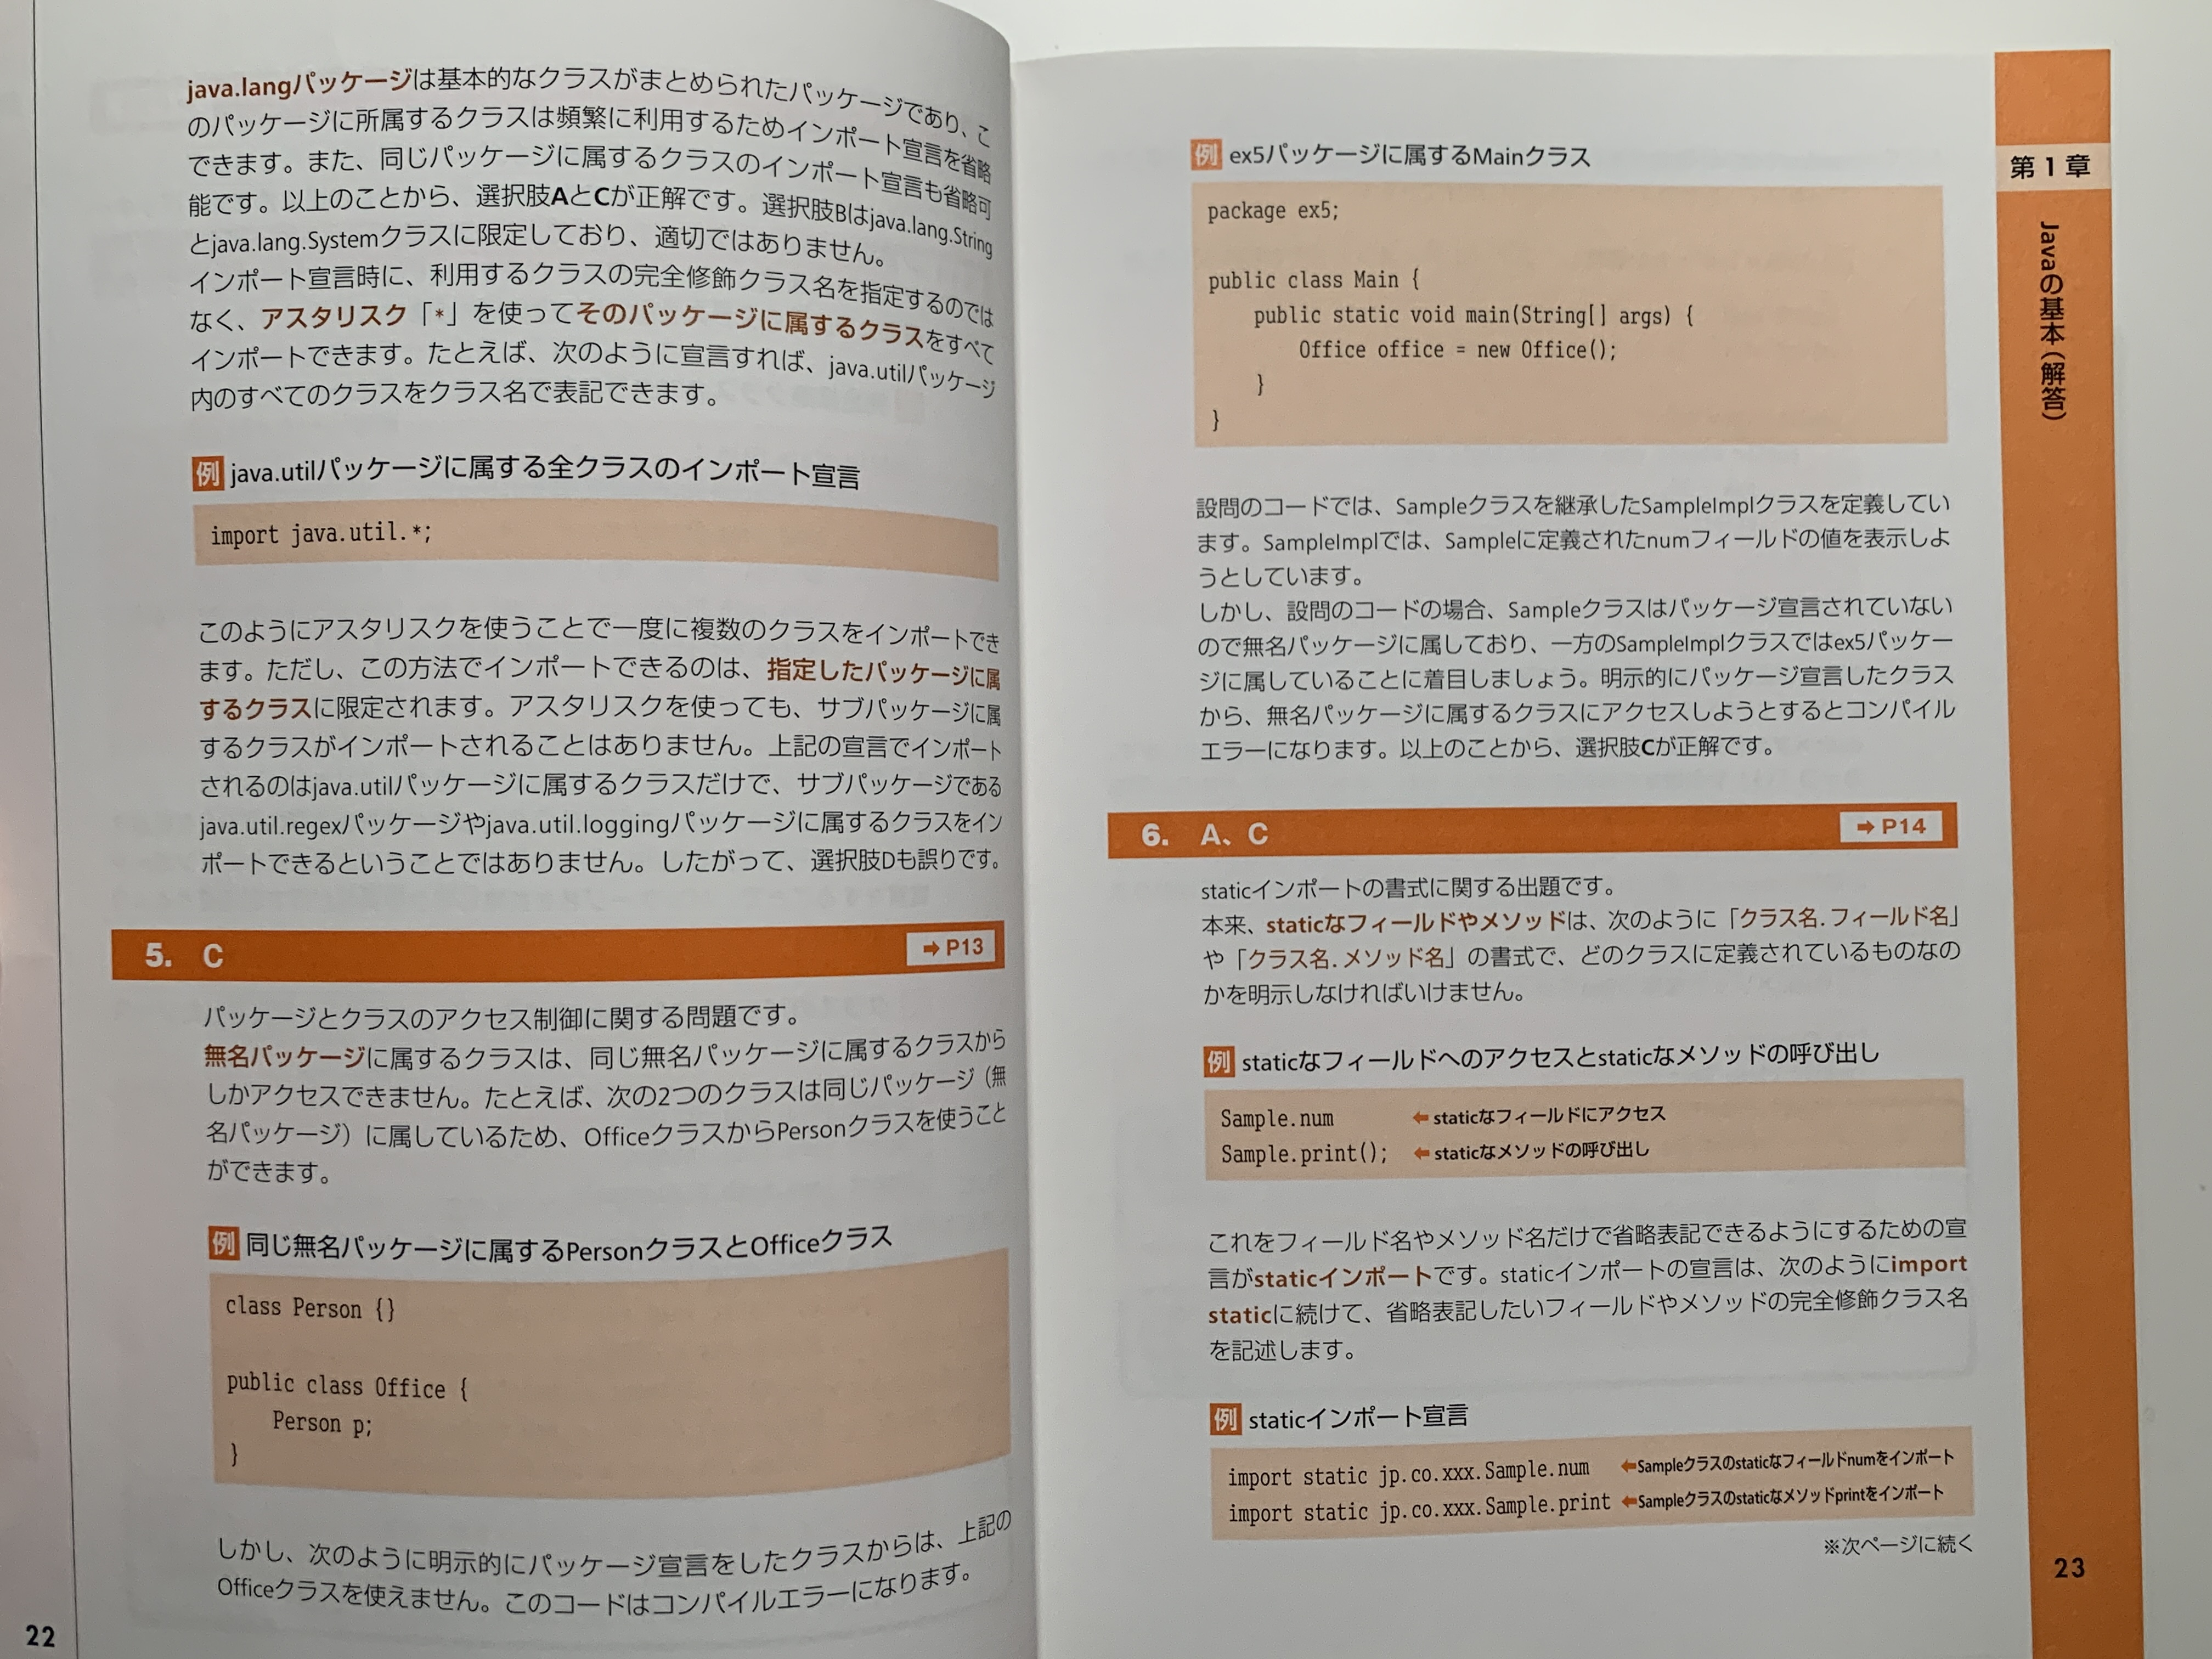 java.langパッケージは基本的なクラスがまとめられたパッケージであり、こ
のパッケージに所属するクラスは頻繁に利用するためインポート宣言を省略
できます。また、同じパッケージに属するクラスのインポート宣言も省略可
能です。以上のことから、選択肢AとCが正解です。選択肢Bはjava.lang.String
とjava.lang.Systemクラスに限定しており、適切ではありません。
インポート宣言時に、利用するクラスの完全修飾クラス名を指定するのでは
なく、アスタリスク「*」を使ってそのパッケージに属するクラスをすべて
インポートできます。たとえば、次のように宣言すれば、java.utilパッケージ
内のすべてのクラスをクラス名で表記できます。
例 java.utilパッケージに属する全クラスのインポート宣言
import java.util.*;
このようにアスタリスクを使うことで一度に複数のクラスをインポートでき
ます。ただし、この方法でインポートできるのは、指定したパッケージに属
するクラスに限定されます。アスタリスクを使っても、サブパッケージに属
するクラスがインポートされることはありません。上記の宣言でインポート
されるのはjava.utilパッケージに属するクラスだけで、サブパッケージである
java.util.regexパッケージやjava.util.loggingパッケージに属するクラスをイン
ポートできるということではありません。したがって、選択肢Dも誤りです。
5. C ➡P13
パッケージとクラスのアクセス制御に関する問題です。
無名パッケージに属するクラスは、同じ無名パッケージに属するクラスから
しかアクセスできません。たとえば、次の2つのクラスは同じパッケージ（無
名パッケージ）に属しているため、OfficeクラスからPersonクラスを使うこと
ができます。
例 同じ無名パッケージに属するPersonクラスとOfficeクラス
class Person {}
public class Office {
    Person p;
}
しかし、次のように明示的にパッケージ宣言をしたクラスからは、上記の
Officeクラスを使えません。このコードはコンパイルエラーになります。
22
例 ex5パッケージに属するMainクラス
package ex5;
public class Main {
    public static void main(String[] args) {
        Office office = new Office();
    }
}
設問のコードでは、Sampleクラスを継承したSampleImplクラスを定義してい
ます。SampleImplでは、Sampleに定義されたnumフィールドの値を表示しよ
うとしています。
しかし、設問のコードの場合、Sampleクラスはパッケージ宣言されていない
ので無名パッケージに属しており、一方のSampleImplクラスではex5パッケー
ジに属していることに着目しましょう。明示的にパッケージ宣言したクラス
から、無名パッケージに属するクラスにアクセスしようとするとコンパイル
エラーになります。以上のことから、選択肢Cが正解です。
6. A、C ➡P14
staticインポートの書式に関する出題です。
本来、staticなフィールドやメソッドは、次のように「クラス名.フィールド名」
や「クラス名.メソッド名」の書式で、どのクラスに定義されているものなの
かを明示しなければいけません。
例 staticなフィールドへのアクセスとstaticなメソッドの呼び出し
Sample.num ⬅staticなフィールドにアクセス
Sample.print(); ⬅staticなメソッドの呼び出し
これをフィールド名やメソッド名だけで省略表記できるようにするための宣
言がstaticインポートです。staticインポートの宣言は、次のようにimport
staticに続けて、省略表記したいフィールドやメソッドの完全修飾クラス名
を記述します。
例 staticインポート宣言
import static jp.co.xxx.Sample.num ⬅Sampleクラスのstaticなフィールドnumをインポート
import static jp.co.xxx.Sample.print ⬅Sampleクラスのstaticなメソッドprintをインポート
※次ページに続く
第1章
Javaの基本（解答）
23